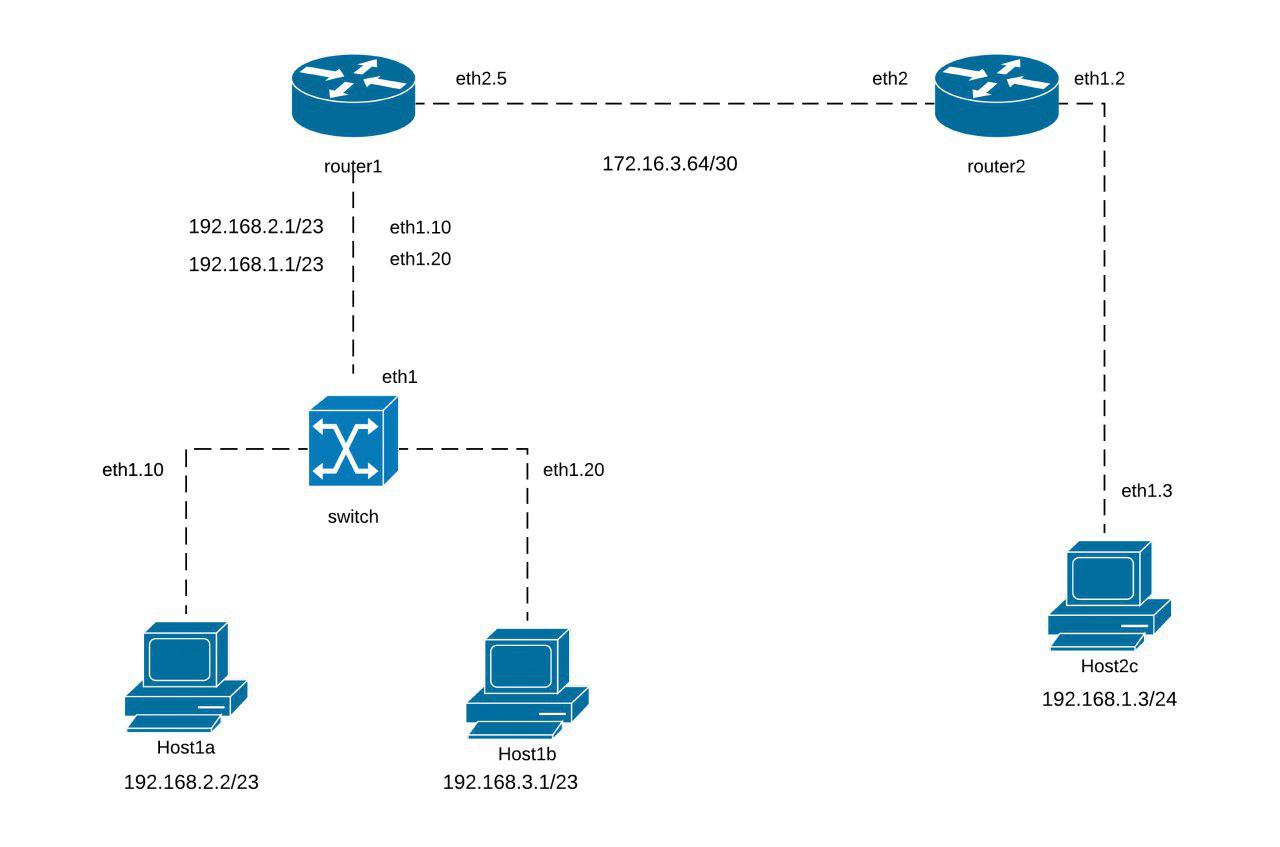 eth2.5
eth2
eth1.2
router1
172.16.3.64/30
router2
192.168.2.1/23
eth1.10
192.168.1.1/23
eth1.20
eth1
eth1.10
eth1.20
eth1.3
switch
Host2c
192.168.1.3/24
Host1a
Host1b
192.168.2.2/23
192.168.3.1/23